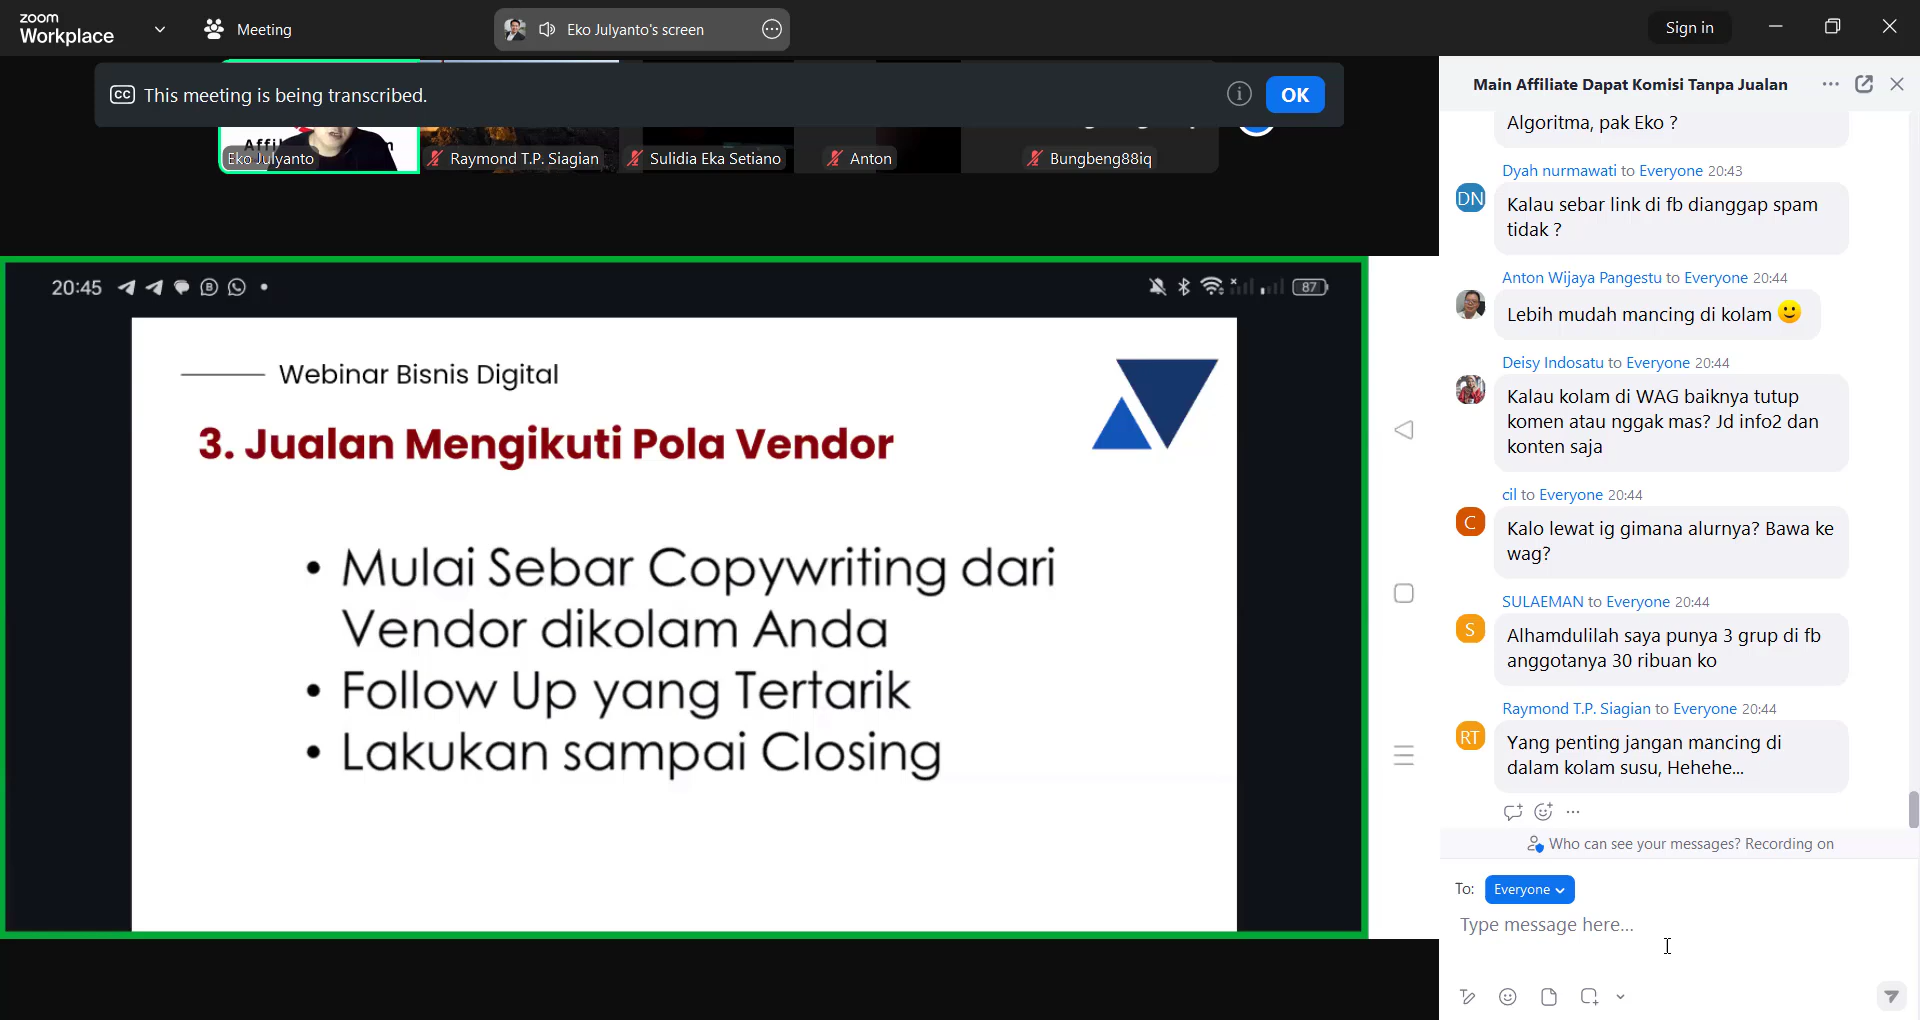 zoom
Workplace
Meeting
Eko Julyanto's screen
Sign in
CC This meeting is being transcribed.
OK
Eko Julyanto
Raymond T.P. Siagian
Sulidia Eka Setiano
Anton
Bungbeng88iq
20:45
87
Webinar Bisnis Digital
3. Jualan Mengikuti Pola Vendor
• Mulai Sebar Copywriting dari
Vendor dikolam Anda
• Follow Up yang Tertarik
• Lakukan sampai Closing
Main Affiliate Dapat Komisi Tanpa Jualan
Algoritma, pak Eko ?
Dyah nurmawati to Everyone 20:43
DN
Kalau sebar link di fb dianggap spam
tidak ?
Anton Wijaya Pangestu to Everyone 20:44
Lebih mudah mancing di kolam 🙂
Deisy Indosatu to Everyone 20:44
Kalau kolam di WAG baiknya tutup
komen atau nggak mas? Jd info2 dan
konten saja
cil to Everyone 20:44
C
Kalo lewat ig gimana alurnya? Bawa ke
wag?
SULAEMAN to Everyone 20:44
S
Alhamdulilah saya punya 3 grup di fb
anggotanya 30 ribuan ko
Raymond T.P. Siagian to Everyone 20:44
RT
Yang penting jangan mancing di
dalam kolam susu, Hehehe...
Who can see your messages? Recording on
To: Everyone
Type message here...